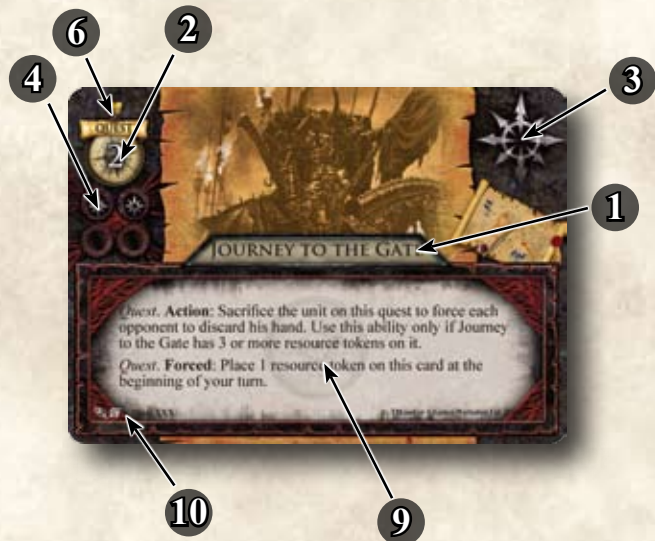 6
2
4
3
QUEST
2
1
JOURNEY TO THE GAT
Quest. Action: Sacrifice the unit on this quest to force each
opponent to discard his hand. Use this ability only if Journey
to the Gate has 3 or more resource tokens on it.
Quest. Forced: Place 1 resource token on this card at the
beginning of your turn.
10
9